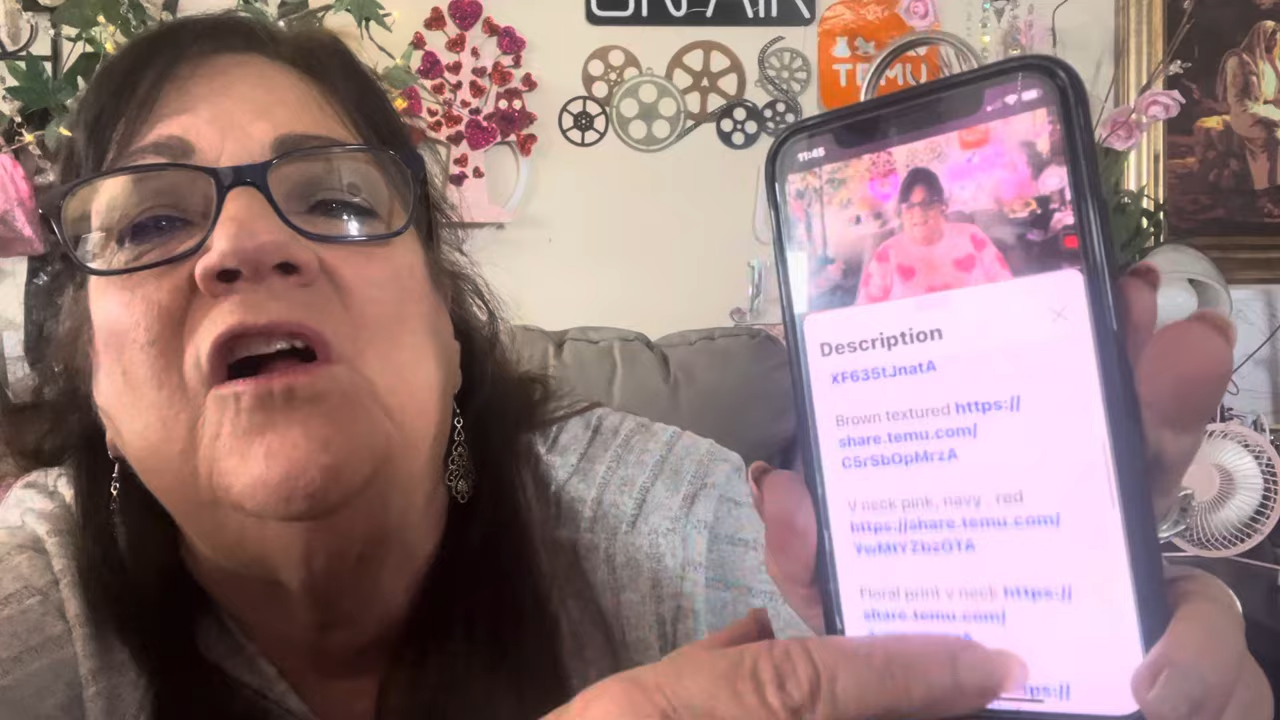 ON AIR
TEMU
11:45
Description
XF635tJnatA
Brown textured https://
share.temu.com/
C5rSbOpMrzA
V neck pink, navy , red
https://share.temu.com/
YwMtYZbzGTA
Floral print v neck https://
share.temu.com/